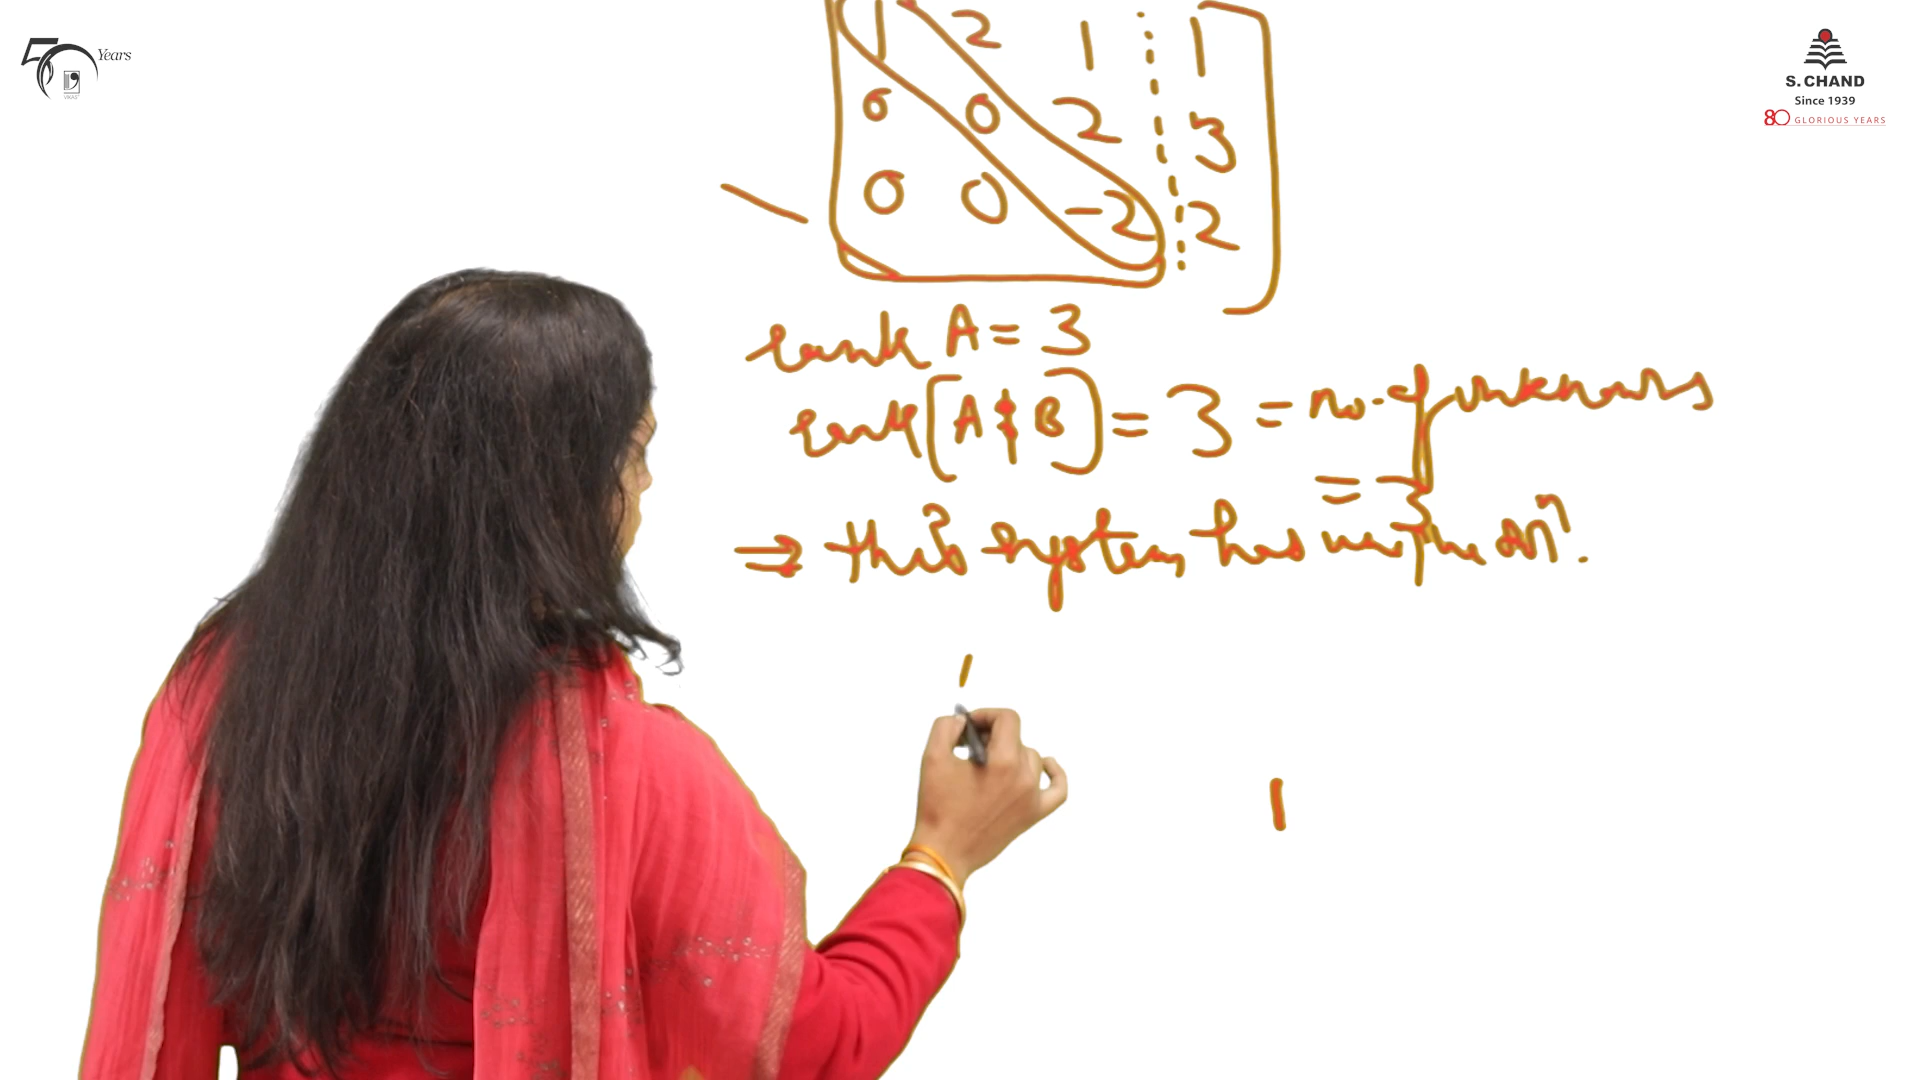 50 Years
VIKAS
S. CHAND
Since 1939
80 GLORIOUS YEARS
1 2 1 ⋮ 1
0 0 2 ⋮ 3
0 0 -2 ⋮ 2
rank A = 3
rank [A ⋮ B] = 3 = no. of unknowns
= 3
⇒ this system has unique solⁿ.